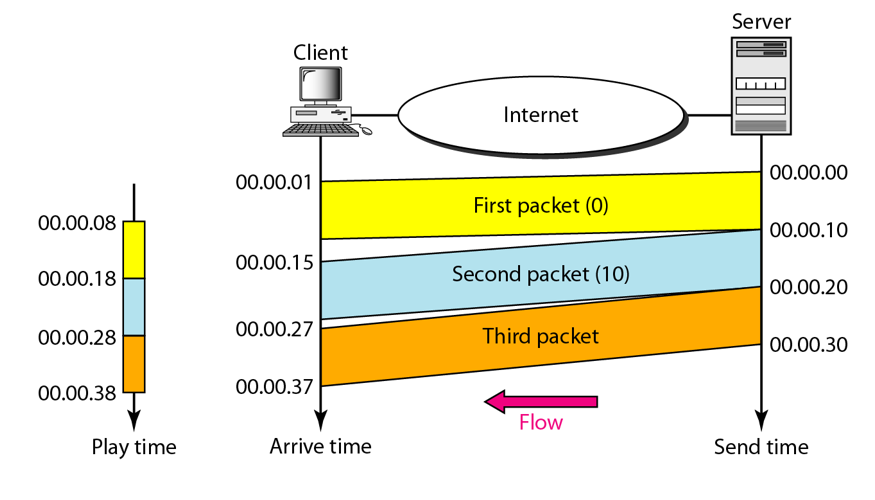 Server
Client
Internet
00.00.01
00.00.00
First packet (0)
00.00.08
00.00.10
00.00.15
Second packet (10)
00.00.18
00.00.20
00.00.27
Third packet
00.00.28
00.00.30
00.00.37
00.00.38
Flow
Play time
Arrive time
Send time